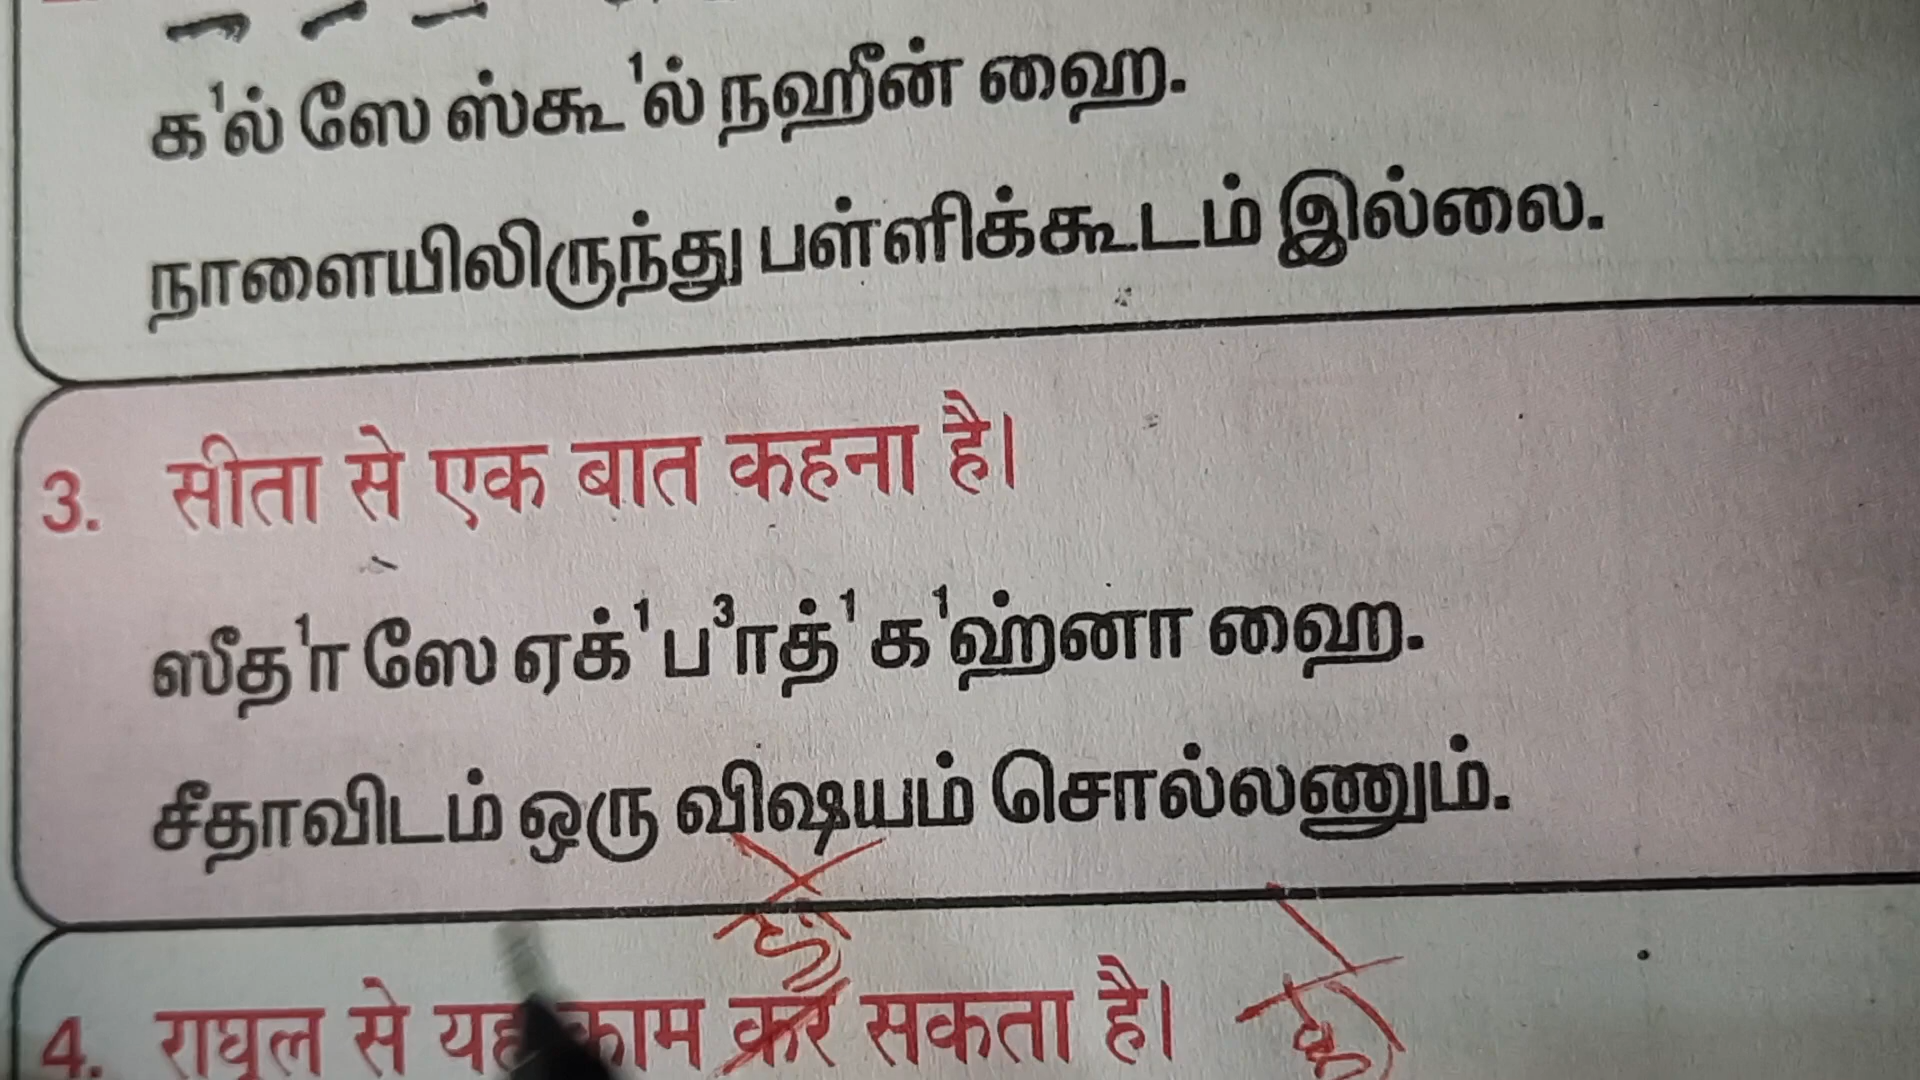 க¹ல் ஸே ஸ்கூ¹ல் நஹீன் ஹை.
நாளையிலிருந்து பள்ளிக்கூடம் இல்லை.
3. सीता से एक बात कहना है।
ஸீத¹ா ஸே ஏக்¹ ப³ாத்¹ க¹ஹ்னா ஹை.
சீதாவிடம் ஒரு விஷயம் சொல்லணும்.
4. राघूल से यह काम कर सकता है।